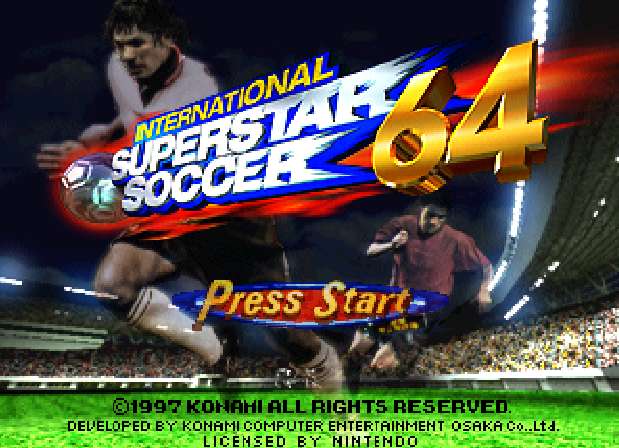 INTERNATIONAL
SUPERSTAR
SOCCER
64
Press Start
©1997 KONAMI ALL RIGHTS RESERVED.
DEVELOPED BY KONAMI COMPUTER ENTERTAINMENT OSAKA Co.,Ltd.
LICENSED BY NINTENDO